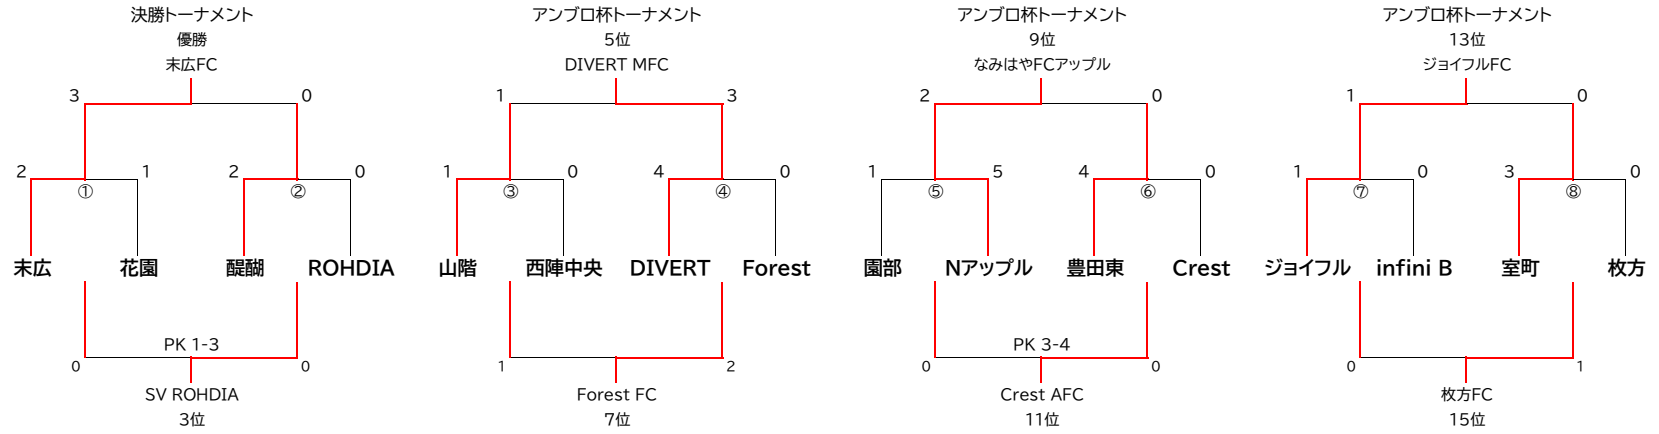 決勝トーナメント
優勝
末広FC
3 0
2 1 2 0
① ②
末広 花園 醍醐 ROHDIA
PK 1-3
0 0
SV ROHDIA
3位
アンブロ杯トーナメント
5位
DIVERT MFC
1 3
1 0 4 0
③ ④
山階 西陣中央 DIVERT Forest
1 2
Forest FC
7位
アンブロ杯トーナメント
9位
なみはやFCアップル
2 0
1 5 4 0
⑤ ⑥
園部 Nアップル 豊田東 Crest
PK 3-4
0 0
Crest AFC
11位
アンブロ杯トーナメント
13位
ジョイフルFC
1 0
1 0 3 0
⑦ ⑧
ジョイフル infini B 室町 枚方
0 1
枚方FC
15位